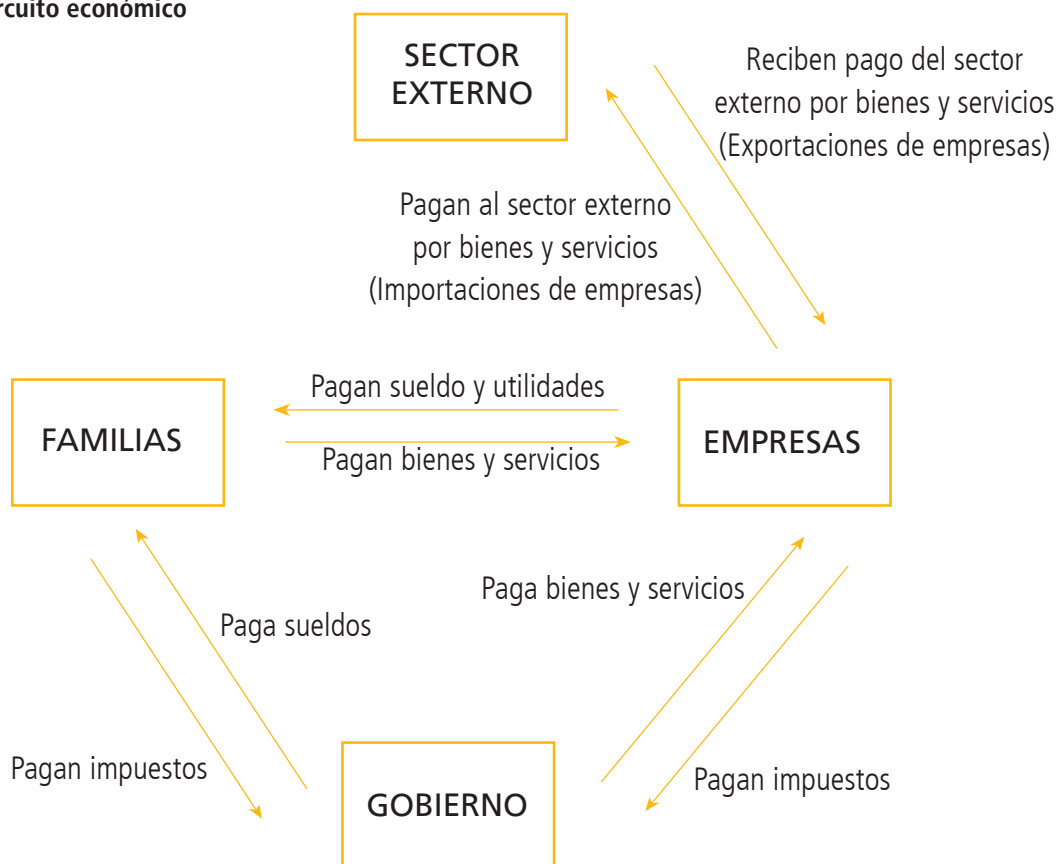 rcuito económico
SECTOR
EXTERNO
Reciben pago del sector
externo por bienes y servicios
(Exportaciones de empresas)
Pagan al sector externo
por bienes y servicios
(Importaciones de empresas)
Pagan sueldo y utilidades
FAMILIAS
EMPRESAS
Pagan bienes y servicios
Paga bienes y servicios
Paga sueldos
Pagan impuestos
Pagan impuestos
GOBIERNO